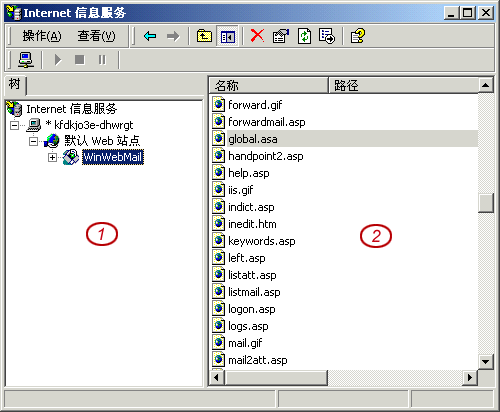 Internet 信息服务
操作(A) 查看(V)
树
名称 路径
Internet 信息服务
* kfdkjo3e-dhwrgt
默认 Web 站点
WinWebMail
1
forward.gif
forwardmail.asp
global.asa
handpoint2.asp
help.asp
iis.gif
indict.asp
inedit.htm
keywords.asp
left.asp
listatt.asp
listmail.asp
logon.asp
logs.asp
mail.gif
mail2att.asp
2